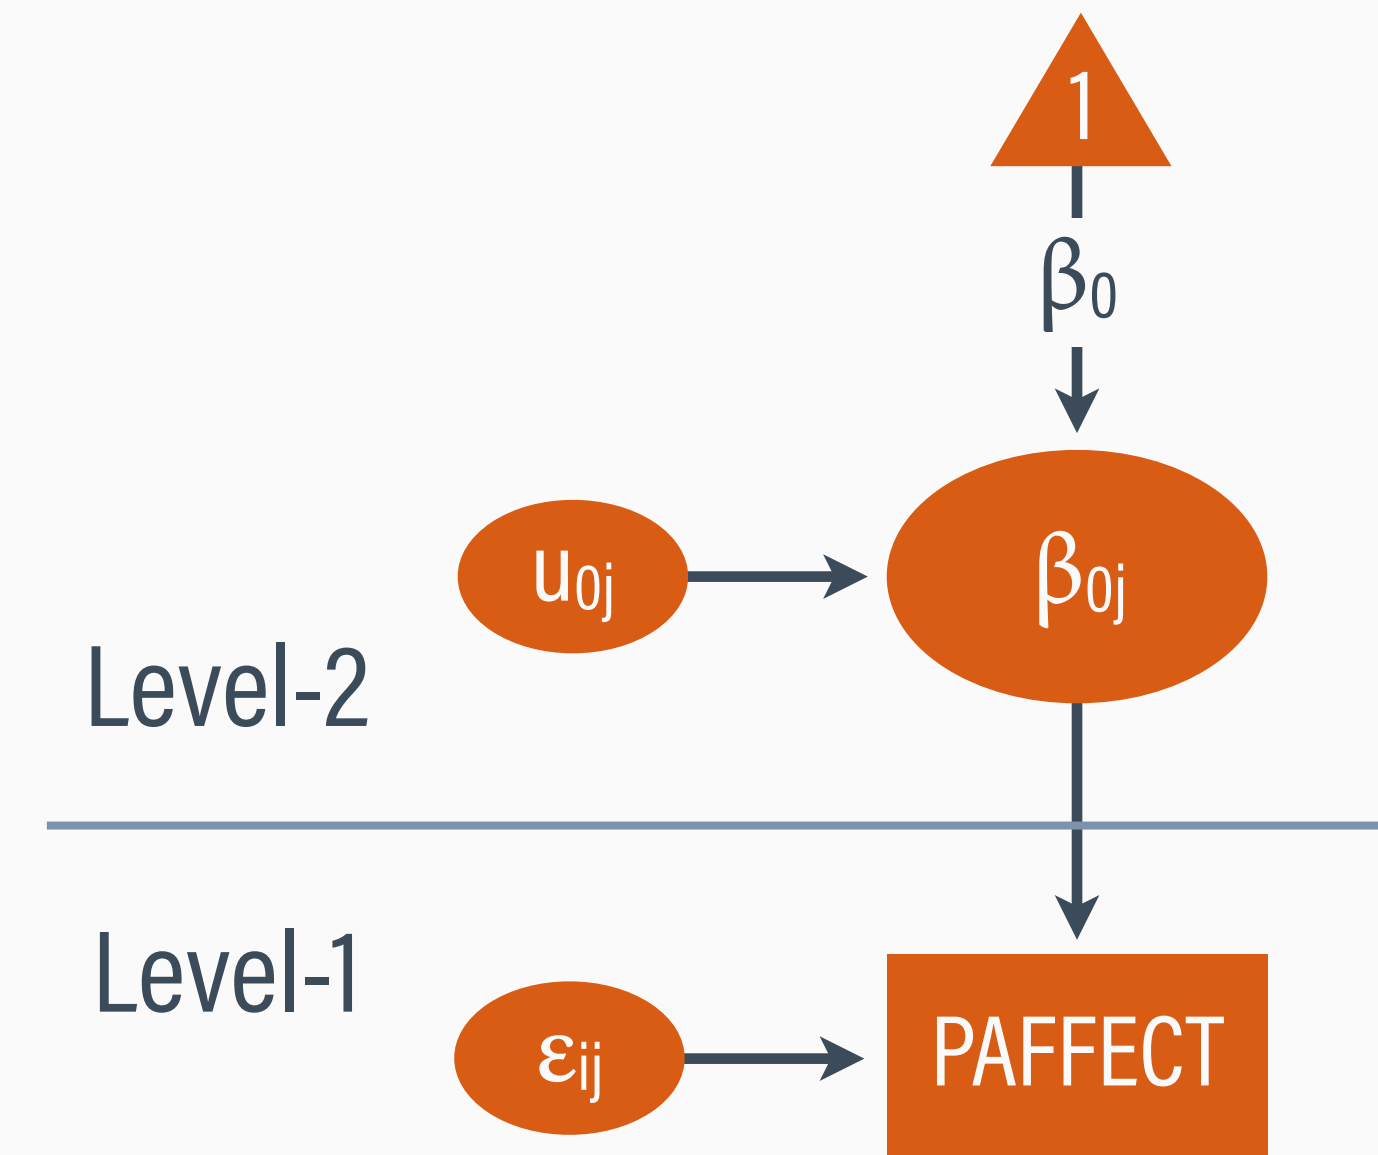 1
β₀
u₀ⱼ
β₀ⱼ
Level-2
Level-1
εᵢⱼ
PAFFECT